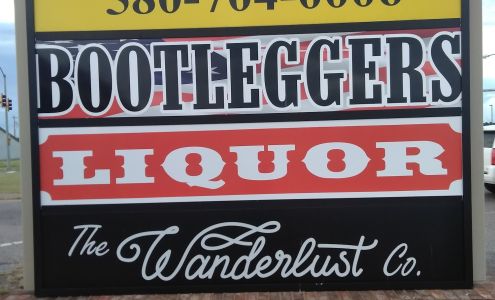 BOOTLEGGERS
LIQUOR
The Wanderlust Co.